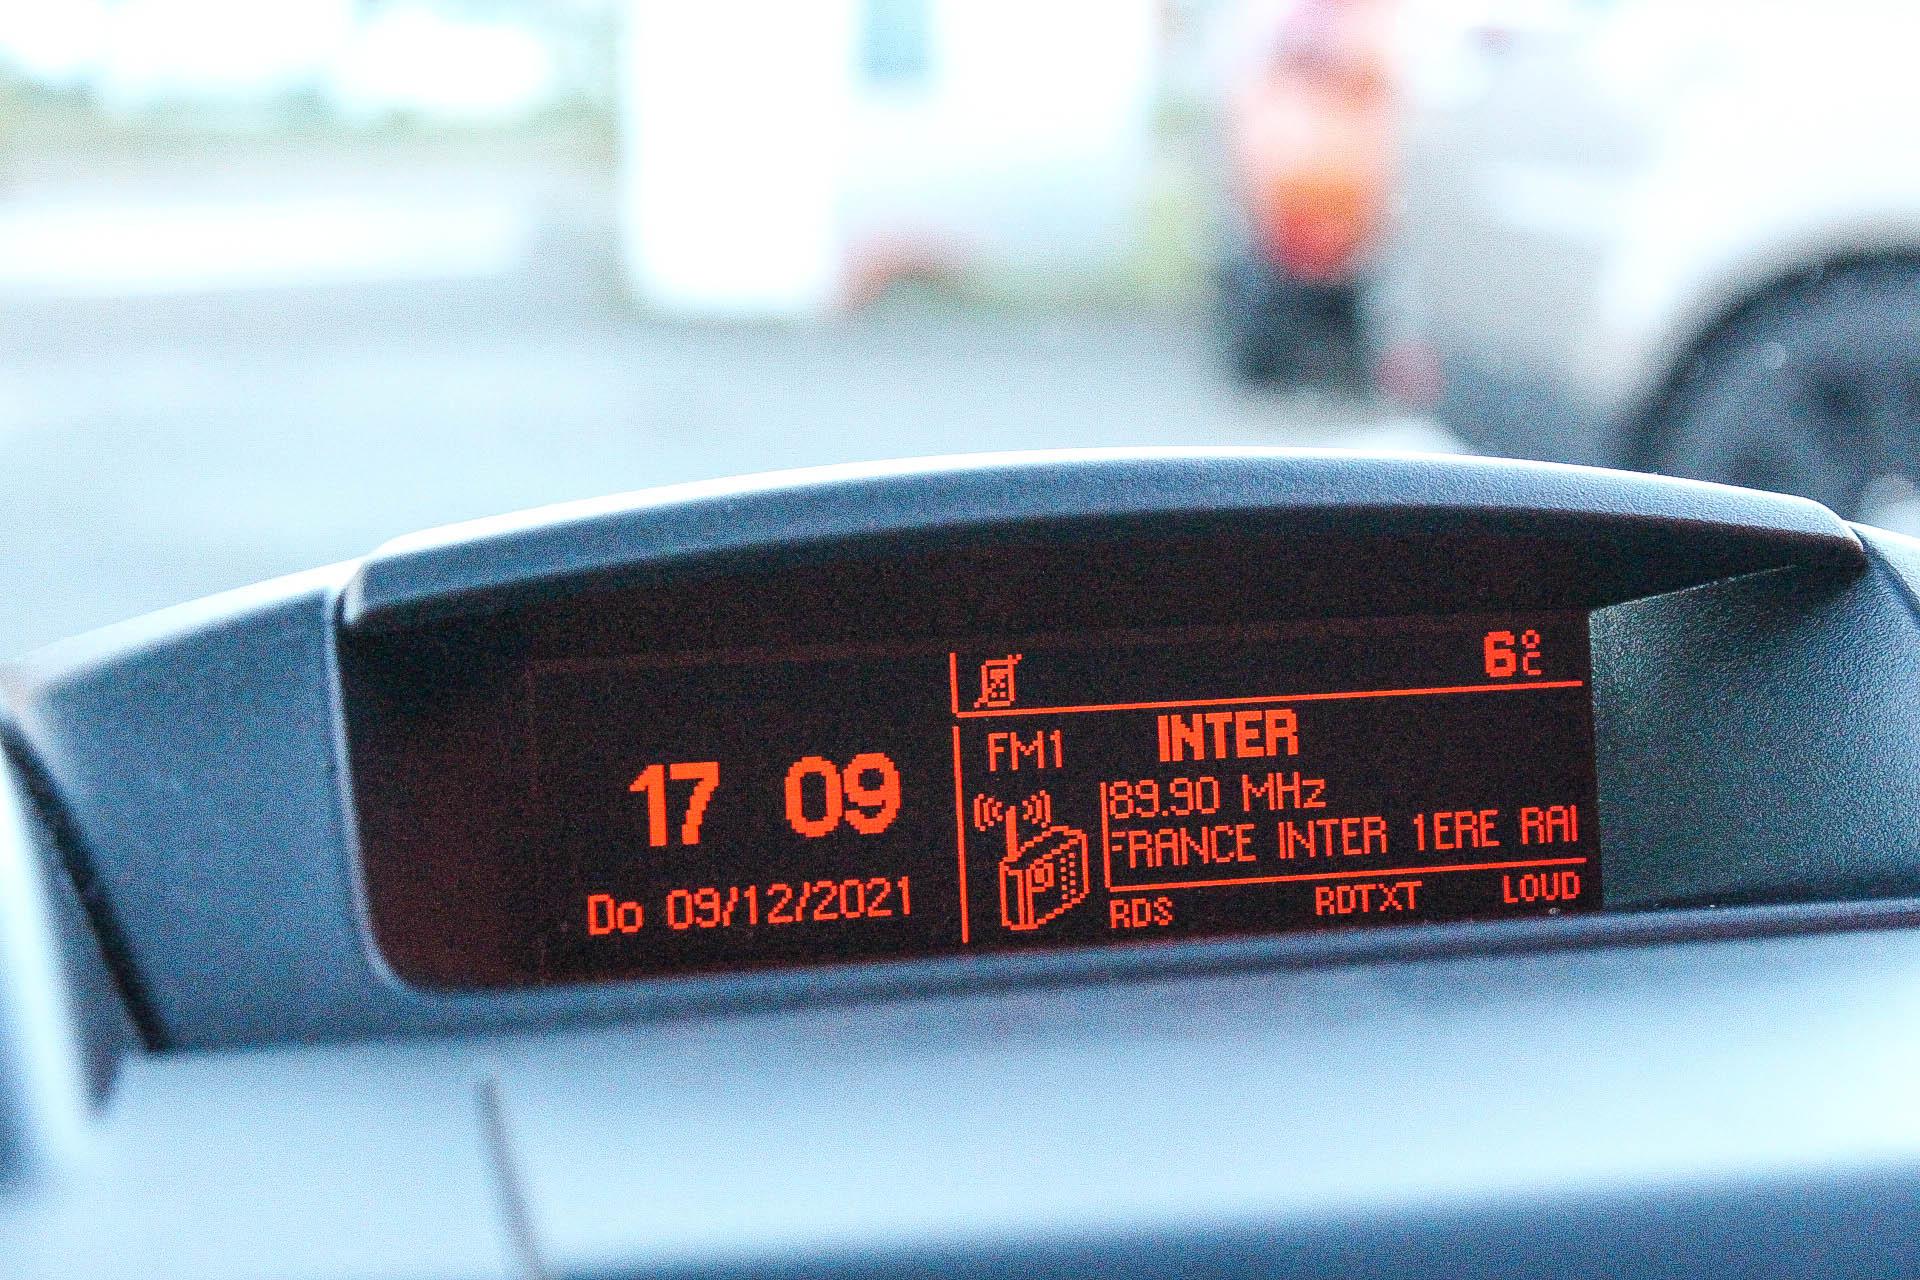 6°C
17 09
Do 09/12/2021
FM1 INTER
89.90 MHz
FRANCE INTER 1ERE RAI
RDS RDTXT LOUD